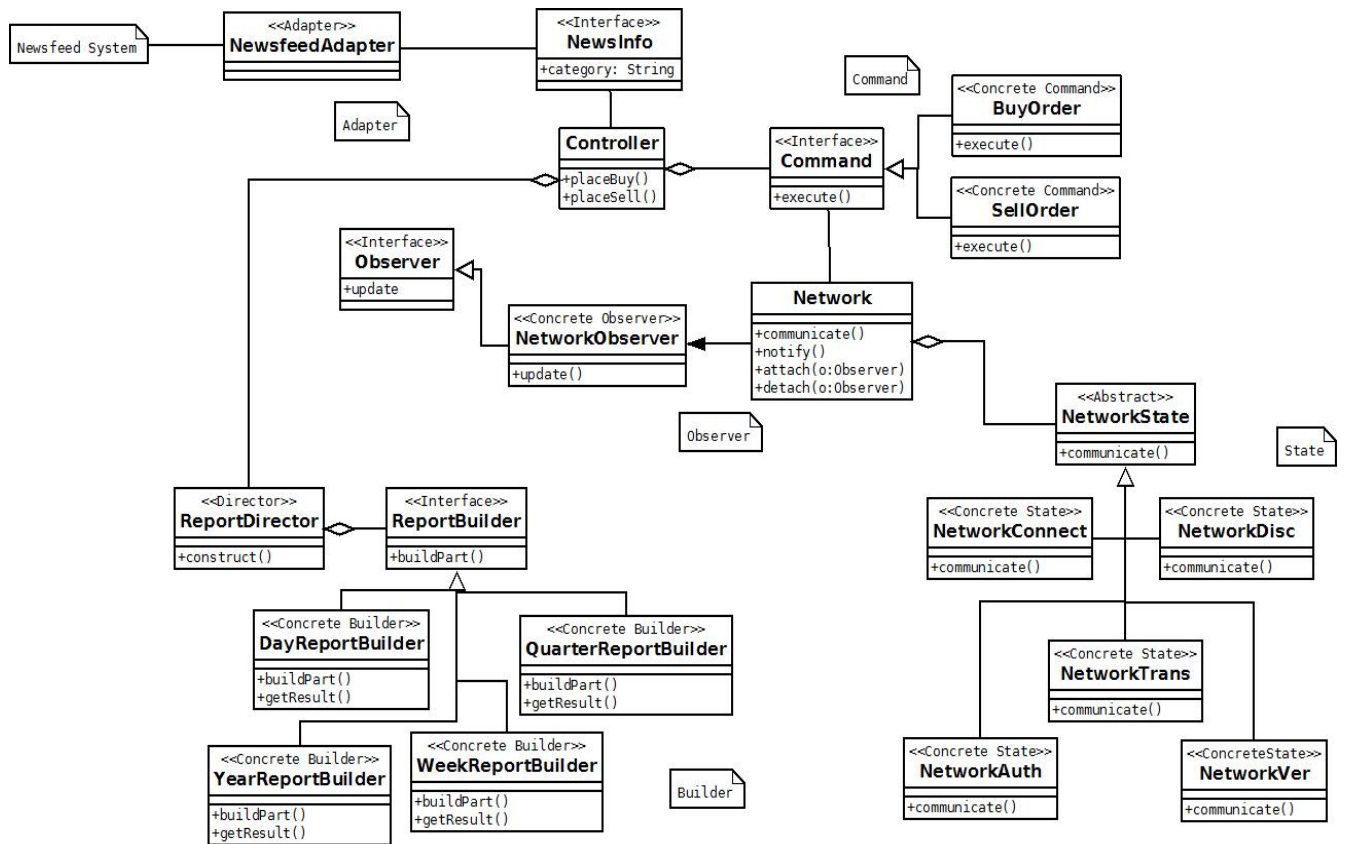 Newsfeed System
<<Adapter>>
NewsfeedAdapter
<<Interface>>
NewsInfo
+category: String
Adapter
Command
<<Concrete Command>>
BuyOrder
+execute()
Controller
+placeBuy()
+placeSell()
<<Interface>>
Command
+execute()
<<Concrete Command>>
SellOrder
+execute()
<<Interface>>
Observer
+update
<<Concrete Observer>>
NetworkObserver
+update()
Network
+communicate()
+notify()
+attach(o:Observer)
+detach(o:Observer)
Observer
<<Abstract>>
NetworkState
+communicate()
State
<<Director>>
ReportDirector
+construct()
<<Interface>>
ReportBuilder
+buildPart()
<<Concrete State>>
NetworkConnect
+communicate()
<<Concrete State>>
NetworkDisc
+communicate()
<<Concrete Builder>>
DayReportBuilder
+buildPart()
+getResult()
<<Concrete Builder>>
QuarterReportBuilder
+buildPart()
+getResult()
<<Concrete State>>
NetworkTrans
+communicate()
<<Concrete Builder>>
YearReportBuilder
+buildPart()
+getResult()
<<Concrete Builder>>
WeekReportBuilder
+buildPart()
+getResult()
Builder
<<Concrete State>>
NetworkAuth
+communicate()
<<ConcreteState>>
NetworkVer
+communicate()